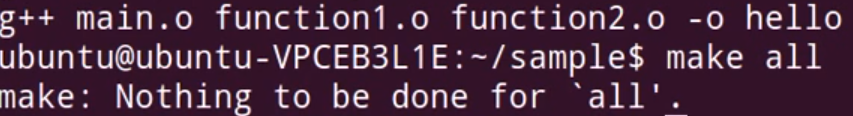 g++ main.o function1.o function2.o -o hello
ubuntu@ubuntu-VPCEB3L1E:~/sample$ make all
make: Nothing to be done for `all'.